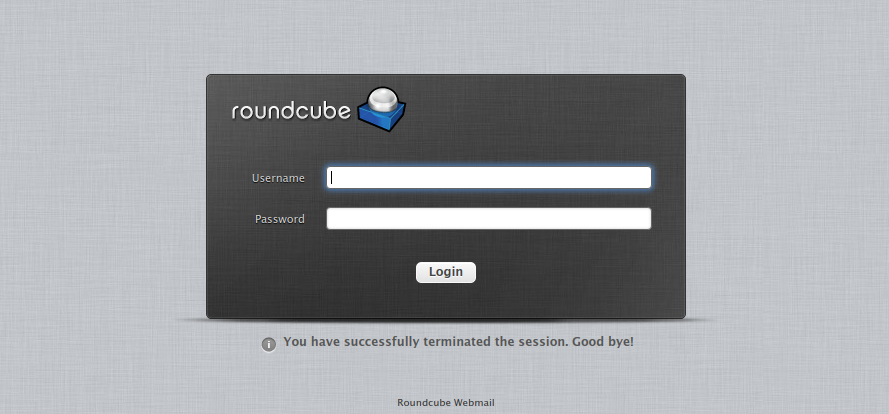 roundcube
Username
Password
Login
You have successfully terminated the session. Good bye!
Roundcube Webmail